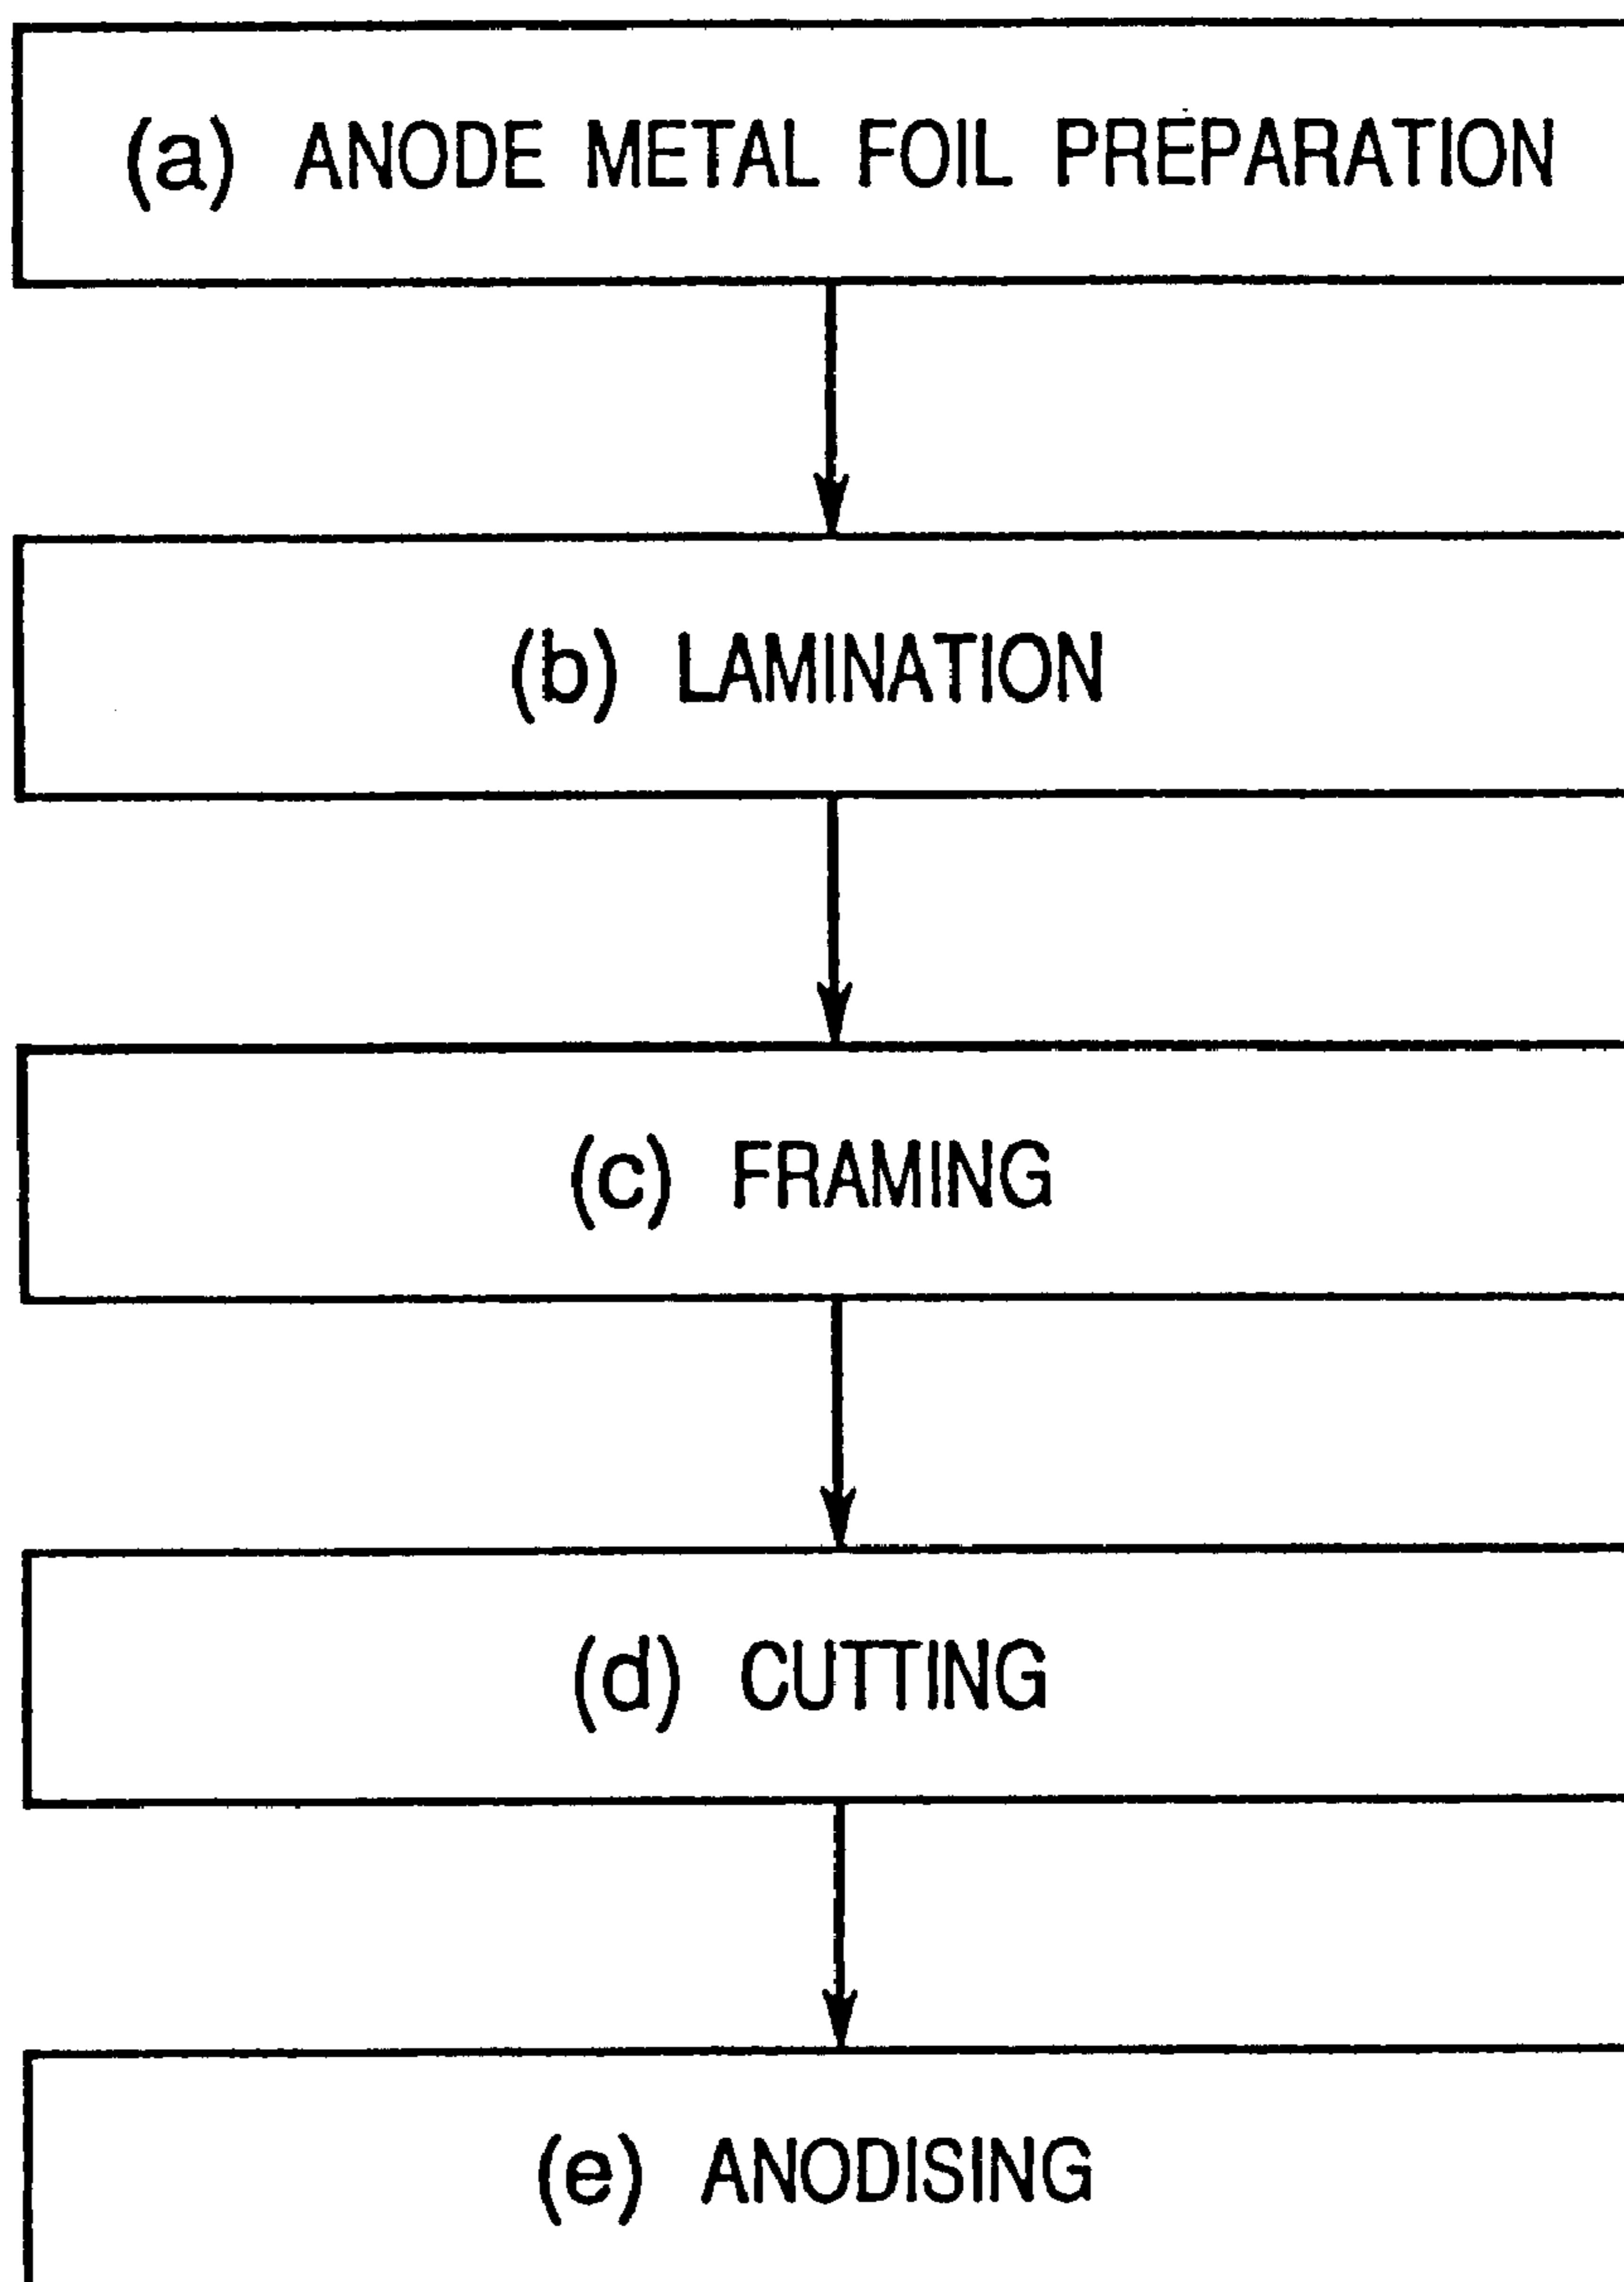 (a) ANODE METAL FOIL PREPARATION
(b) LAMINATION
(c) FRAMING
(d) CUTTING
(e) ANODISING